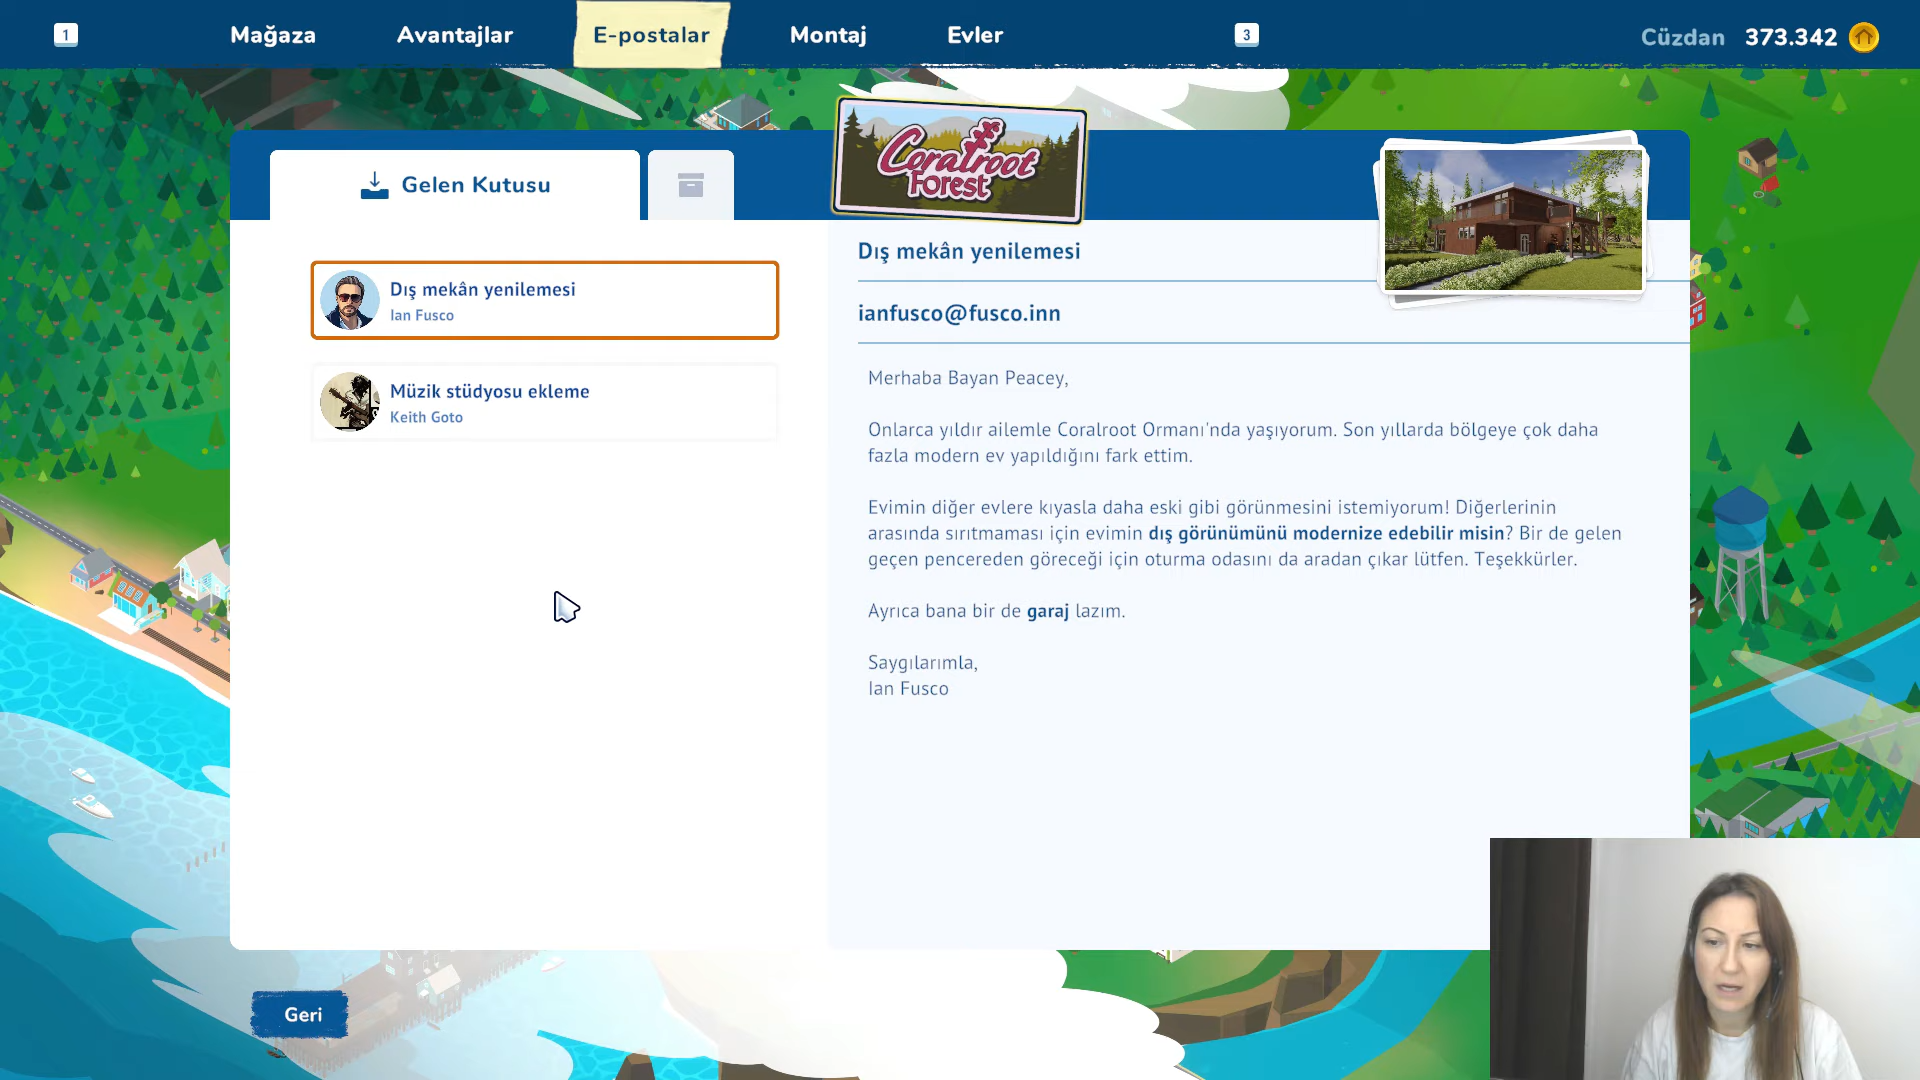 1
Mağaza
Avantajlar
E-postalar
Montaj
Evler
3
Cüzdan 373.342
Gelen Kutusu
Coralroot
Forest
Dış mekân yenilemesi
Ian Fusco
Müzik stüdyosu ekleme
Keith Goto
Dış mekân yenilemesi
ianfusco@fusco.inn
Merhaba Bayan Peacey,
Onlarca yıldır ailemle Coralroot Ormanı'nda yaşıyorum. Son yıllarda bölgeye çok daha
fazla modern ev yapıldığını fark ettim.
Evimin diğer evlere kıyasla daha eski gibi görünmesini istemiyorum! Diğerlerinin
arasında sırıtmaması için evimin dış görünümünü modernize edebilir misin? Bir de gelen
geçen pencereden göreceği için oturma odasını da aradan çıkar lütfen. Teşekkürler.
Ayrıca bana bir de garaj lazım.
Saygılarımla,
Ian Fusco
Geri